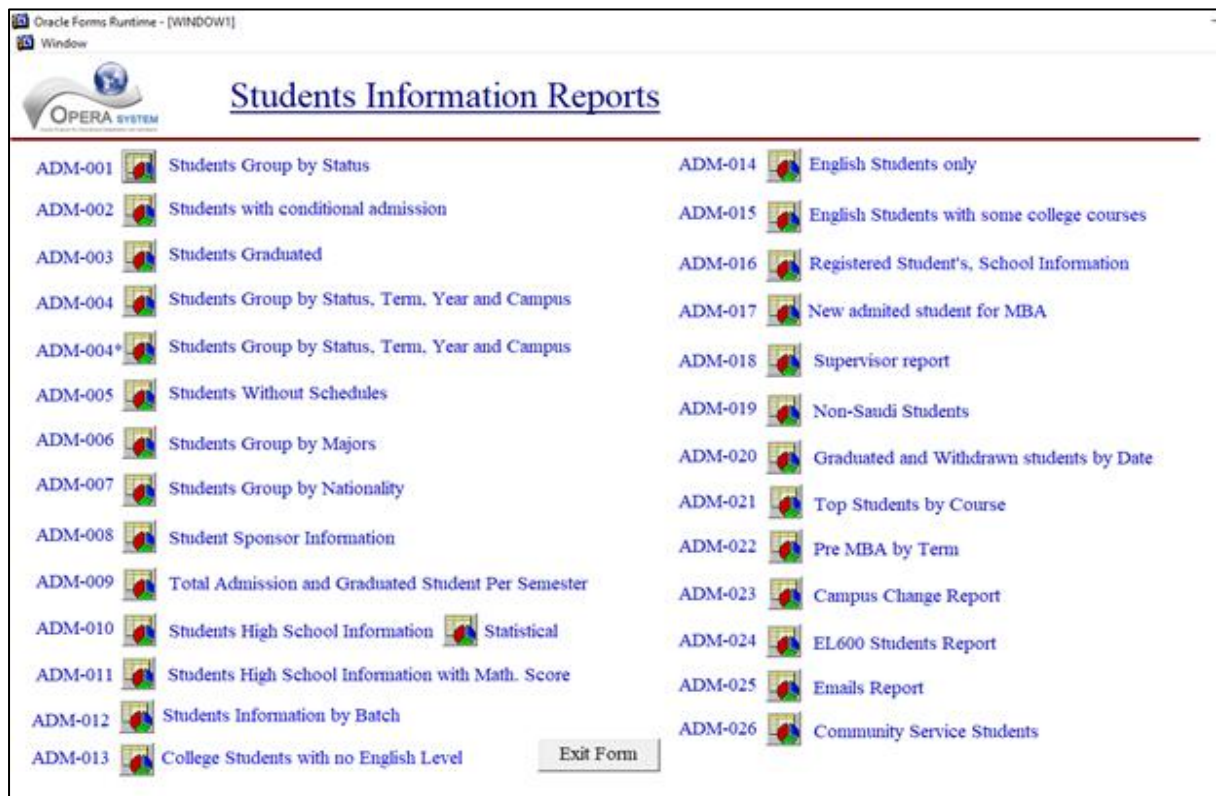 Oracle Forms Runtime - [WINDOW1]
Window
OPERA SYSTEM
Students Information Reports
ADM-001 Students Group by Status
ADM-002 Students with conditional admission
ADM-003 Students Graduated
ADM-004 Students Group by Status, Term, Year and Campus
ADM-004* Students Group by Status, Term, Year and Campus
ADM-005 Students Without Schedules
ADM-006 Students Group by Majors
ADM-007 Students Group by Nationality
ADM-008 Student Sponsor Information
ADM-009 Total Admission and Graduated Student Per Semester
ADM-010 Students High School Information Statistical
ADM-011 Students High School Information with Math. Score
ADM-012 Students Information by Batch
ADM-013 College Students with no English Level
Exit Form
ADM-014 English Students only
ADM-015 English Students with some college courses
ADM-016 Registered Student's, School Information
ADM-017 New admited student for MBA
ADM-018 Supervisor report
ADM-019 Non-Saudi Students
ADM-020 Graduated and Withdrawn students by Date
ADM-021 Top Students by Course
ADM-022 Pre MBA by Term
ADM-023 Campus Change Report
ADM-024 EL600 Students Report
ADM-025 Emails Report
ADM-026 Community Service Students